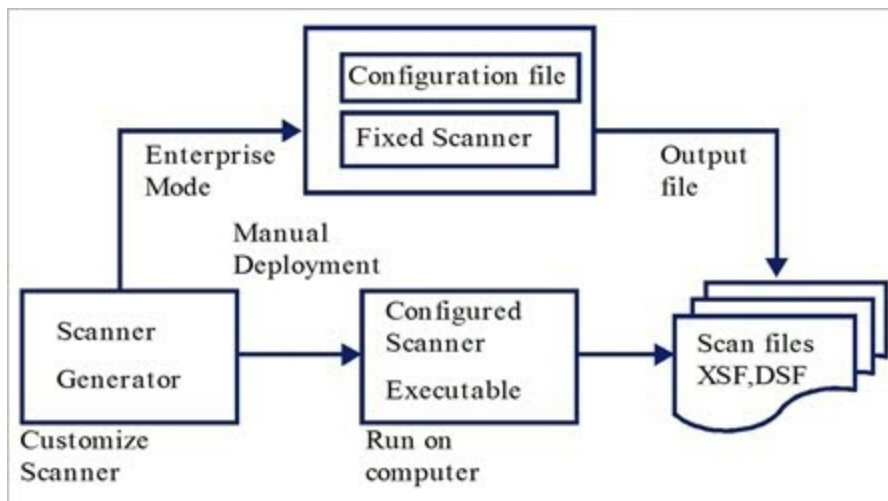 Configuration file
Fixed Scanner
Enterprise
Mode
Output
file
Manual
Deployment
Scanner
Generator
Configured
Scanner
Executable
Scan files
XSF,DSF
Customize
Scanner
Run on
computer